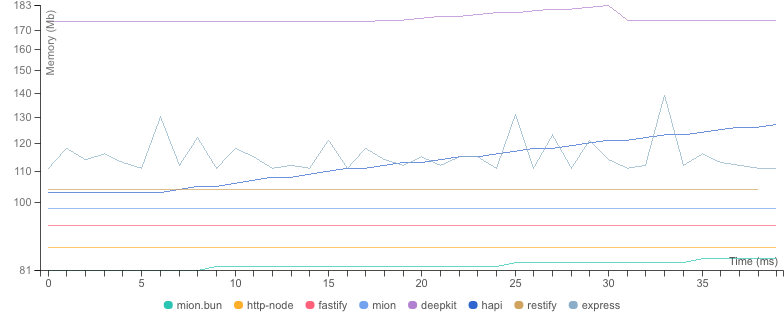 183
170
160
150
140
130
120
110
100
81
Memory (Mb)
Time (ms)
0 5 10 15 20 25 30 35
mion.bun http-node fastify mion deepkit hapi restify express